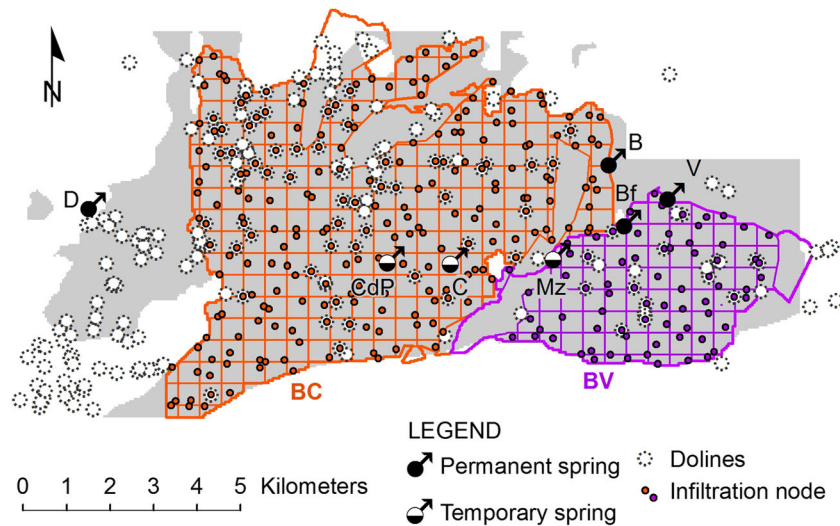 N
B
V
D
Bf
CdP
C
Mz
BC
BV
LEGEND
Permanent spring
Dolines
0 1 2 3 4 5 Kilometers
Temporary spring
Infiltration node